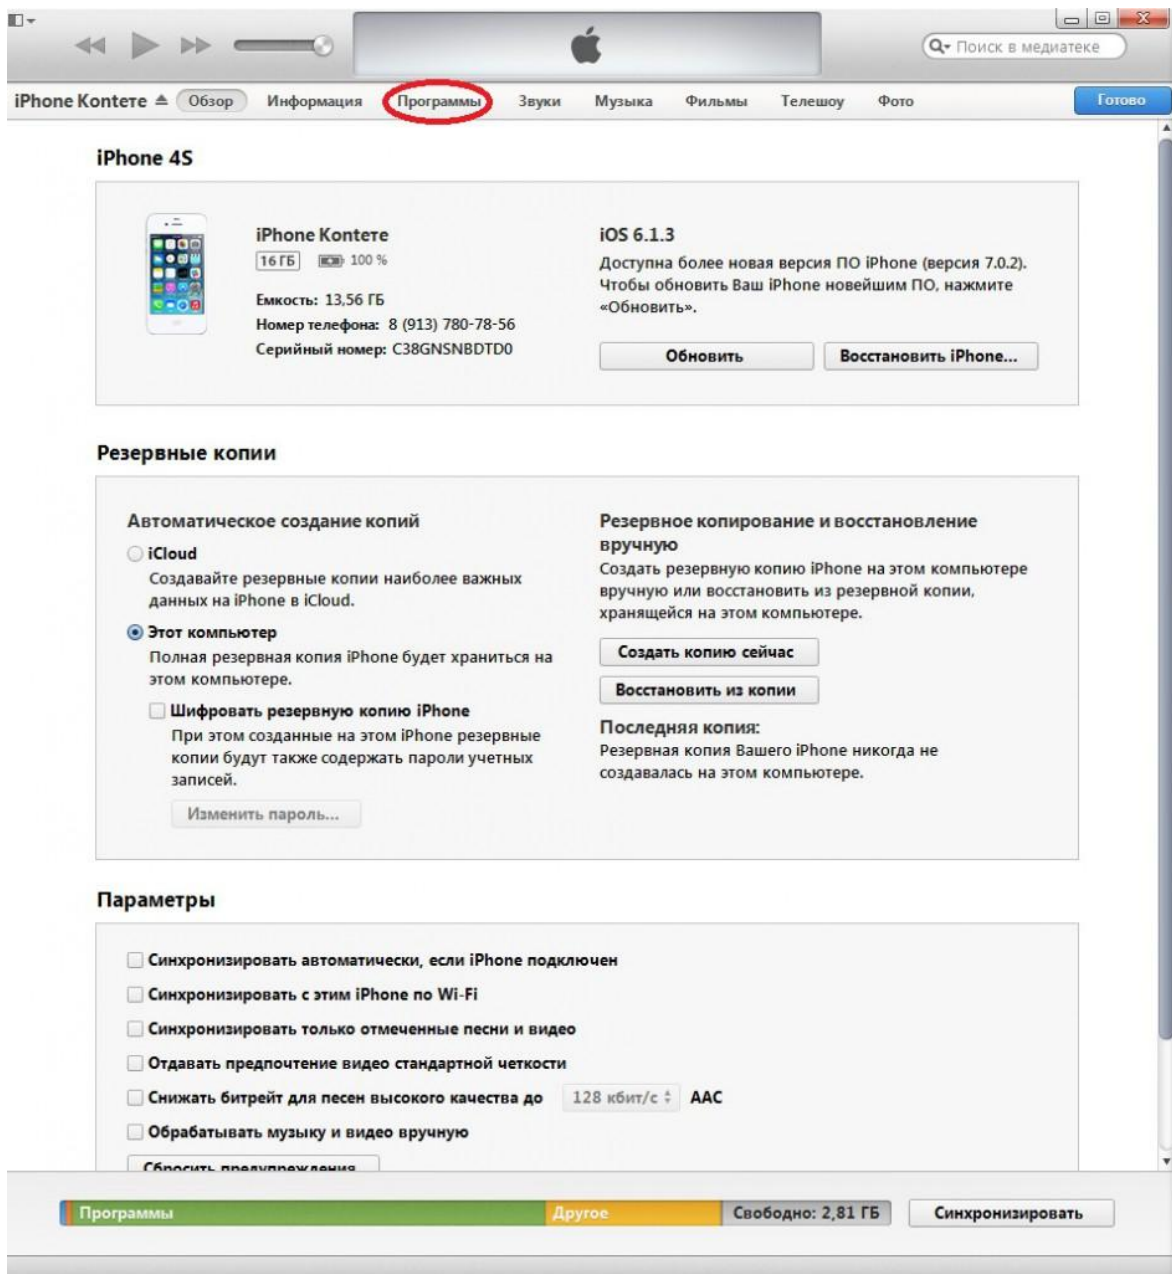 Поиск в медиатеке
iPhone Kontете Обзор Информация Программы Звуки Музыка Фильмы Телешоу Фото Готово
iPhone 4S
iPhone Kontете
16 ГБ 100 %
Емкость: 13,56 ГБ
Номер телефона: 8 (913) 780-78-56
Серийный номер: C38GNSNBDTD0
iOS 6.1.3
Доступна более новая версия ПО iPhone (версия 7.0.2).
Чтобы обновить Ваш iPhone новейшим ПО, нажмите
«Обновить».
Обновить Восстановить iPhone...
Резервные копии
Автоматическое создание копий
iCloud
Создавайте резервные копии наиболее важных
данных на iPhone в iCloud.
Этот компьютер
Полная резервная копия iPhone будет храниться на
этом компьютере.
Шифровать резервную копию iPhone
При этом созданные на этом iPhone резервные
копии будут также содержать пароли учетных
записей.
Изменить пароль...
Резервное копирование и восстановление
вручную
Создать резервную копию iPhone на этом компьютере
вручную или восстановить из резервной копии,
хранящейся на этом компьютере.
Создать копию сейчас
Восстановить из копии
Последняя копия:
Резервная копия Вашего iPhone никогда не
создавалась на этом компьютере.
Параметры
Синхронизировать автоматически, если iPhone подключен
Синхронизировать с этим iPhone по Wi-Fi
Синхронизировать только отмеченные песни и видео
Отдавать предпочтение видео стандартной четкости
Снижать битрейт для песен высокого качества до 128 кбит/с AAC
Обрабатывать музыку и видео вручную
Сбросить предупреждения
Программы Другое Свободно: 2,81 ГБ Синхронизировать